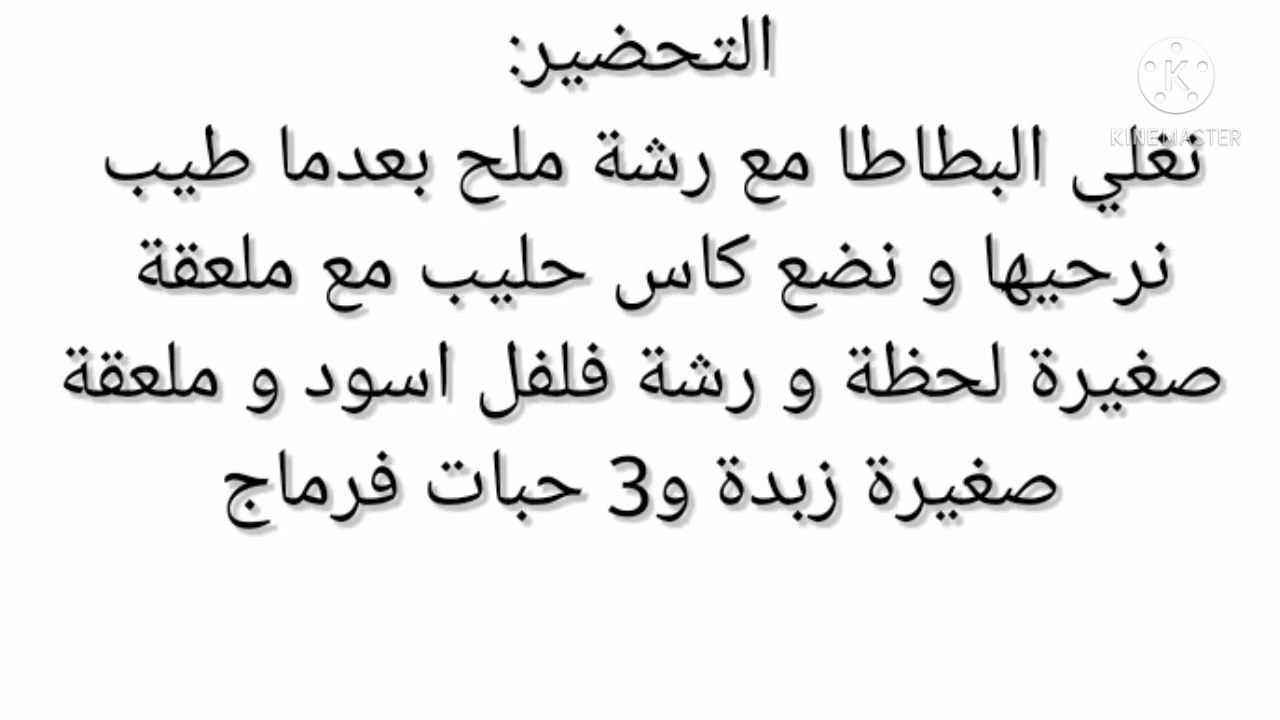 التحضير:
KINEMASTER
نغلي البطاطا مع رشة ملح بعدما طيب
نرحيها و نضع كاس حليب مع ملعقة
صغيرة لحظة و رشة فلفل اسود و ملعقة
صغيرة زبدة و3 حبات فرماج